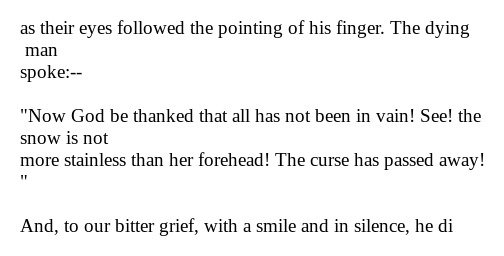 as their eyes followed the pointing of his finger. The dying
man
spoke:--
"Now God be thanked that all has not been in vain! See! the
snow is not
more stainless than her forehead! The curse has passed away!
"
And, to our bitter grief, with a smile and in silence, he di